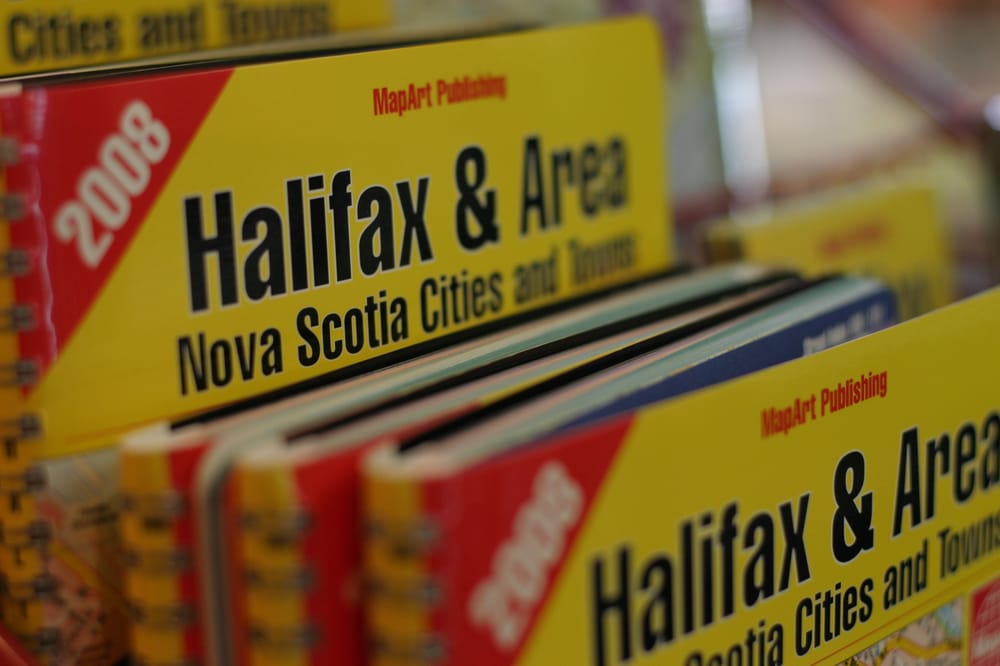 Cities and Towns
2008
MapArt Publishing
Halifax & Area
Nova Scotia Cities and Towns
MapArt Publishing
2008
Halifax & Area
Scotia Cities and Towns